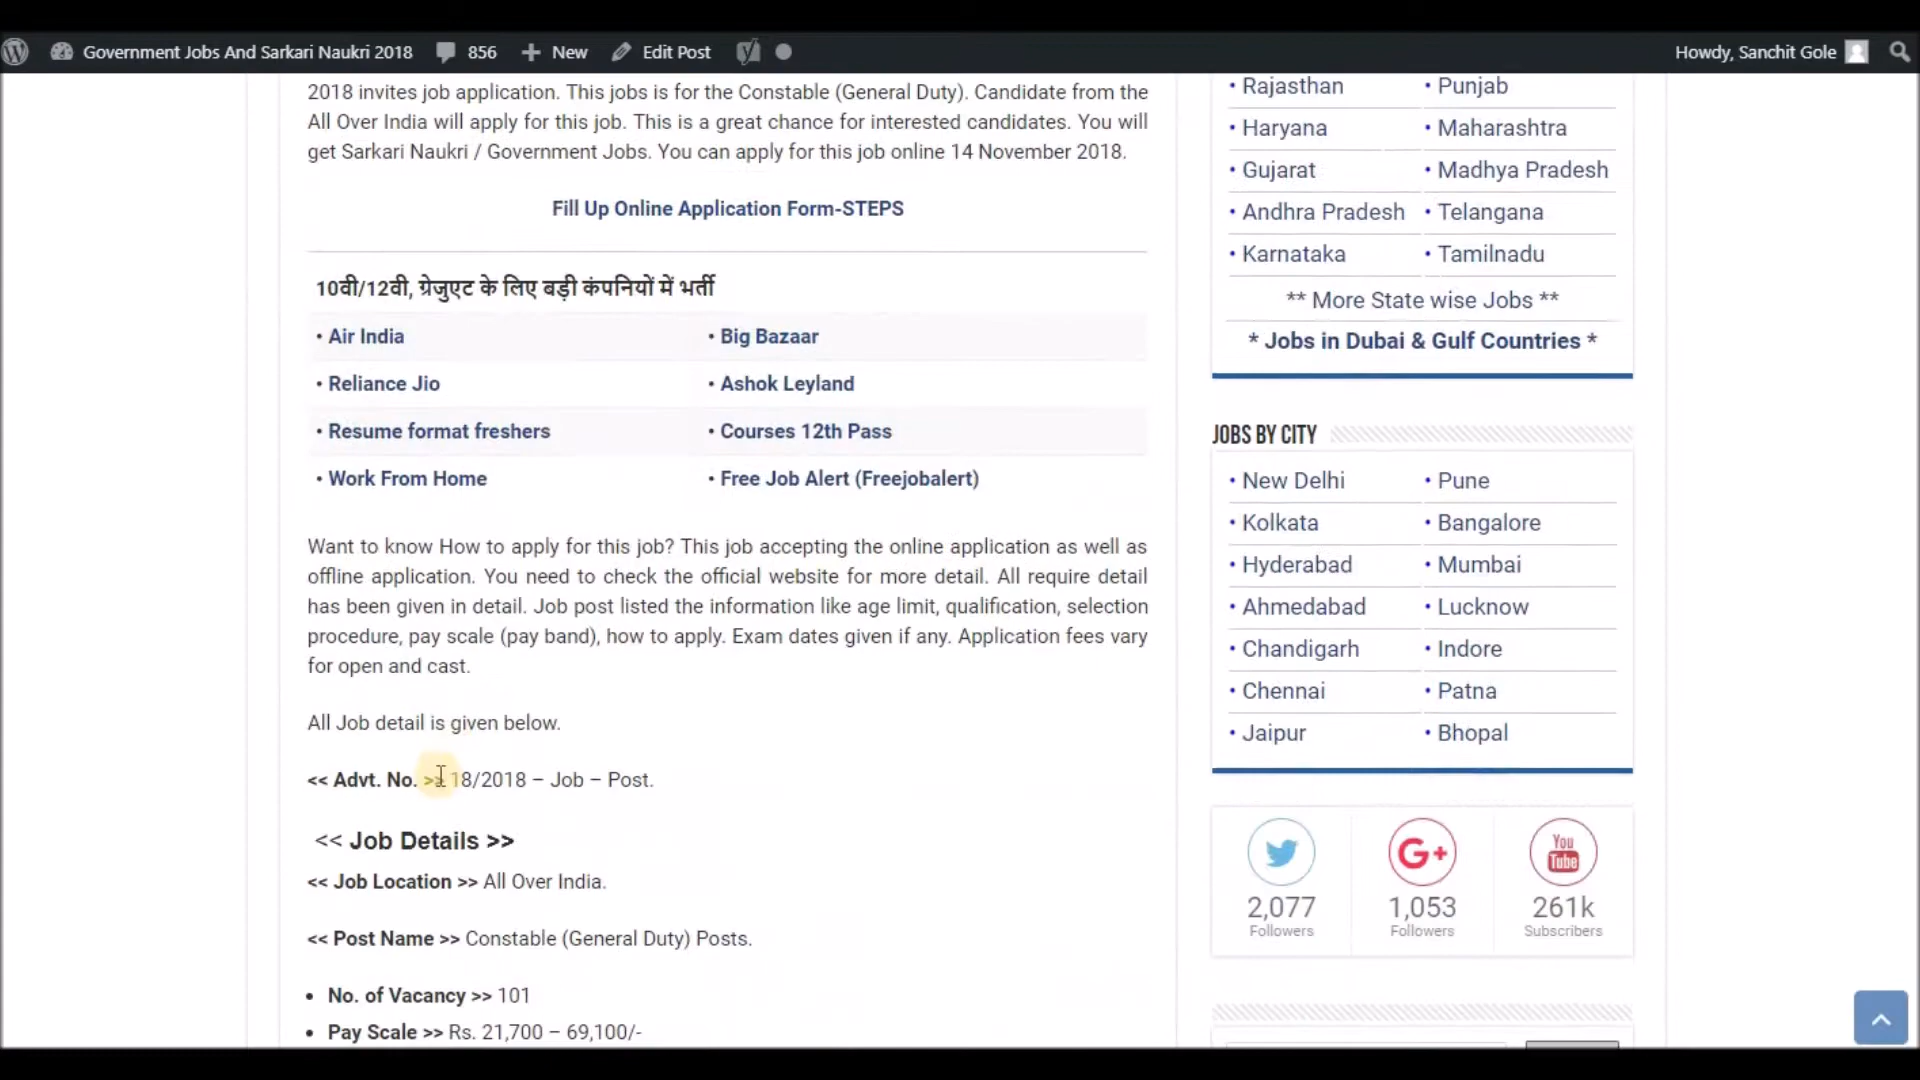 Government Jobs And Sarkari Naukri 2018 856 New Edit Post Howdy, Sanchit Gole
2018 invites job application. This jobs is for the Constable (General Duty). Candidate from the
All Over India will apply for this job. This is a great chance for interested candidates. You will
get Sarkari Naukri / Government Jobs. You can apply for this job online 14 November 2018.
Fill Up Online Application Form-STEPS
10वी/12वी, ग्रेजुएट के लिए बड़ी कंपनियों में भर्ती
• Air India • Big Bazaar
• Reliance Jio • Ashok Leyland
• Resume format freshers • Courses 12th Pass
• Work From Home • Free Job Alert (Freejobalert)
Want to know How to apply for this job? This job accepting the online application as well as
offline application. You need to check the official website for more detail. All require detail
has been given in detail. Job post listed the information like age limit, qualification, selection
procedure, pay scale (pay band), how to apply. Exam dates given if any. Application fees vary
for open and cast.
All Job detail is given below.
<< Advt. No. >> 18/2018 – Job – Post.
<< Job Details >>
<< Job Location >> All Over India.
<< Post Name >> Constable (General Duty) Posts.
• No. of Vacancy >> 101
• Pay Scale >> Rs. 21,700 – 69,100/-
• Rajasthan • Punjab
• Haryana • Maharashtra
• Gujarat • Madhya Pradesh
• Andhra Pradesh • Telangana
• Karnataka • Tamilnadu
** More State wise Jobs **
* Jobs in Dubai & Gulf Countries *
JOBS BY CITY
• New Delhi • Pune
• Kolkata • Bangalore
• Hyderabad • Mumbai
• Ahmedabad • Lucknow
• Chandigarh • Indore
• Chennai • Patna
• Jaipur • Bhopal
G+ You Tube
2,077 1,053 261k
Followers Followers Subscribers